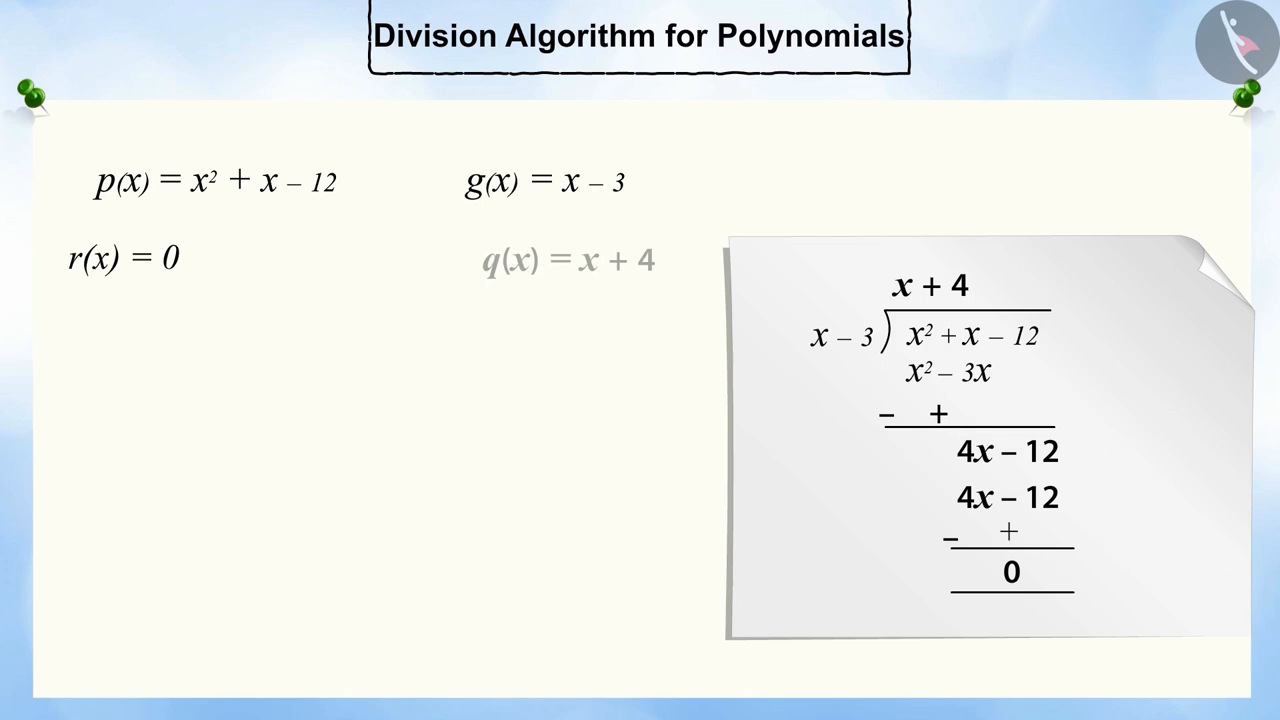 Division Algorithm for Polynomials
p(x) = x² + x – 12
g(x) = x – 3
r(x) = 0
q(x) = x + 4
x + 4
x – 3 ) x² + x – 12
x² – 3x
– +
4x – 12
4x – 12
– +
0